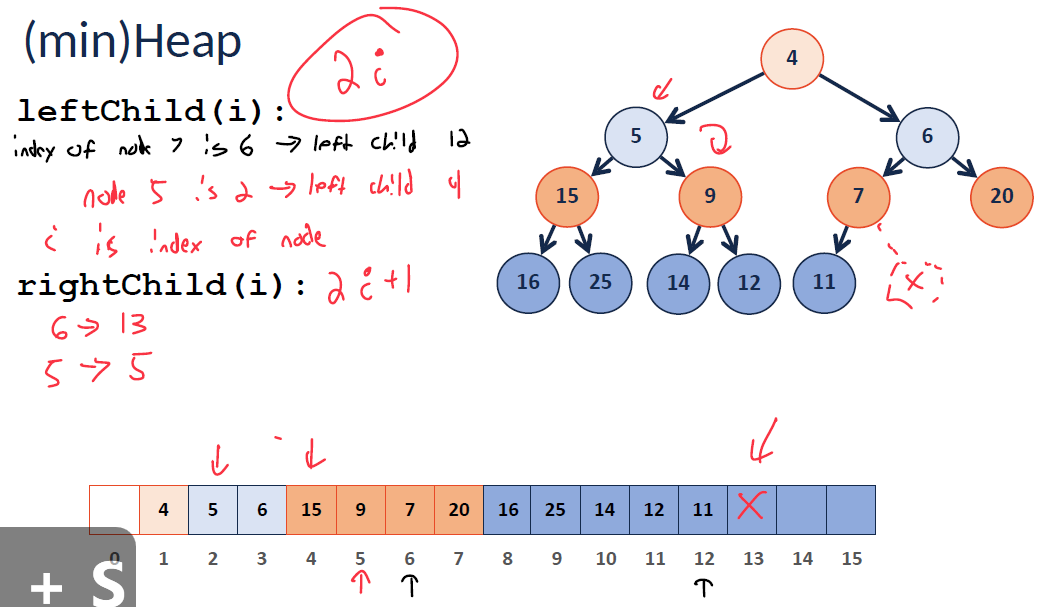 (min)Heap
2i
leftChild(i):
index of node 7 is 6 → left child 12
node 5 is 2 → left child 4
i is index of node
rightChild(i): 2i+1
6 → 13
5 → 5
4
5 6
2
15 9 7 20
16 25 14 12 11 X
4 5 6 15 9 7 20 16 25 14 12 11 X
0 1 2 3 4 5 6 7 8 9 10 11 12 13 14 15
+ S